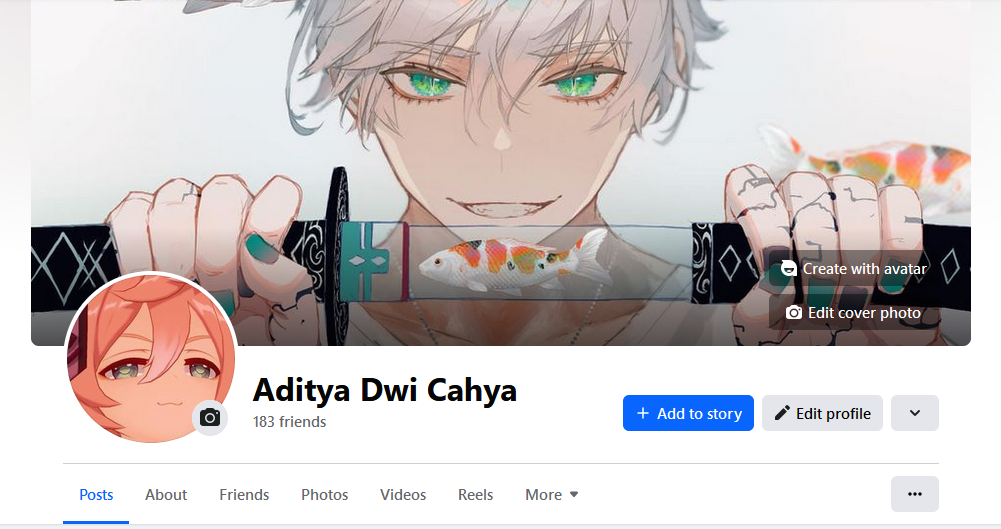 Create with avatar
Edit cover photo
Aditya Dwi Cahya
183 friends
Add to story
Edit profile
Posts
About
Friends
Photos
Videos
Reels
More